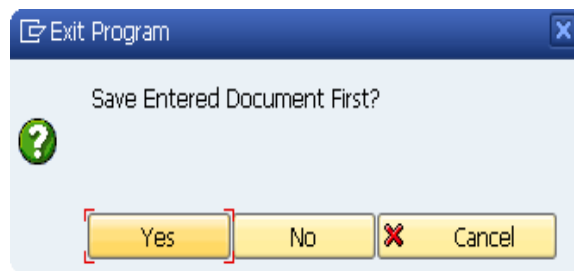 Exit Program
Save Entered Document First?
Yes No Cancel